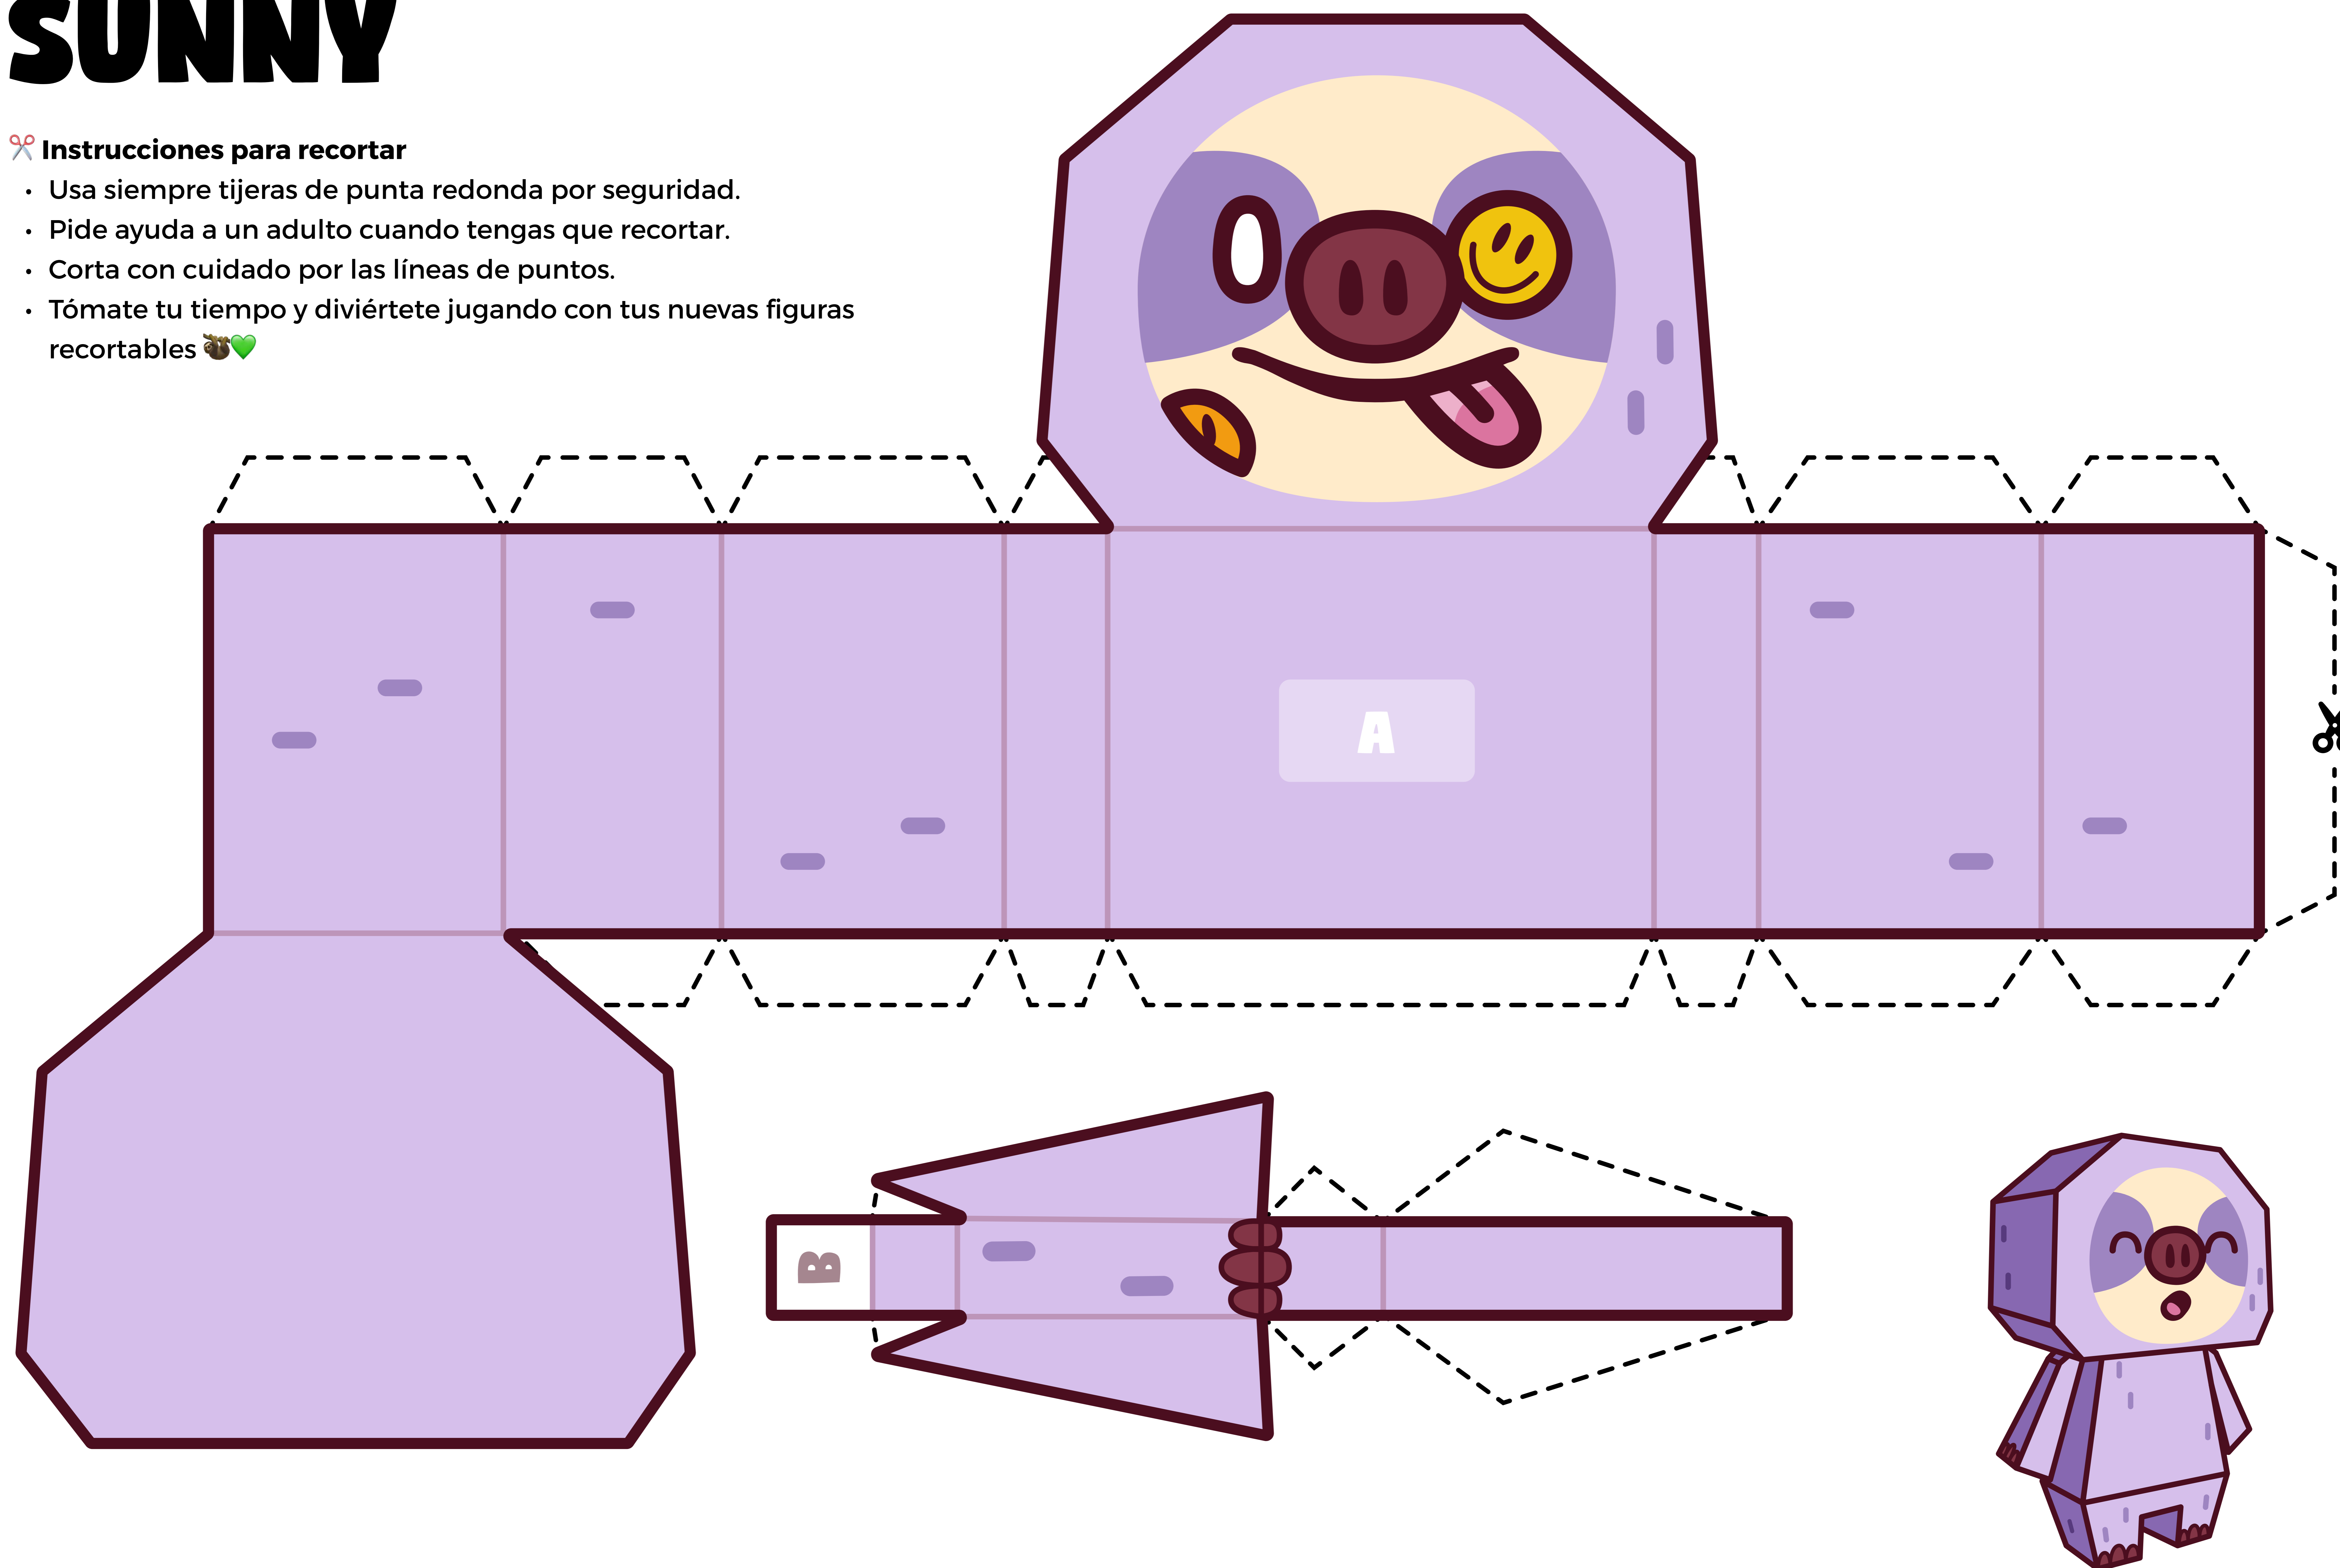 SUNNY
✂️ Instrucciones para recortar
• Usa siempre tijeras de punta redonda por seguridad.
• Pide ayuda a un adulto cuando tengas que recortar.
• Corta con cuidado por las líneas de puntos.
• Tómate tu tiempo y diviértete jugando con tus nuevas figuras
recortables 🦥💚
A
B